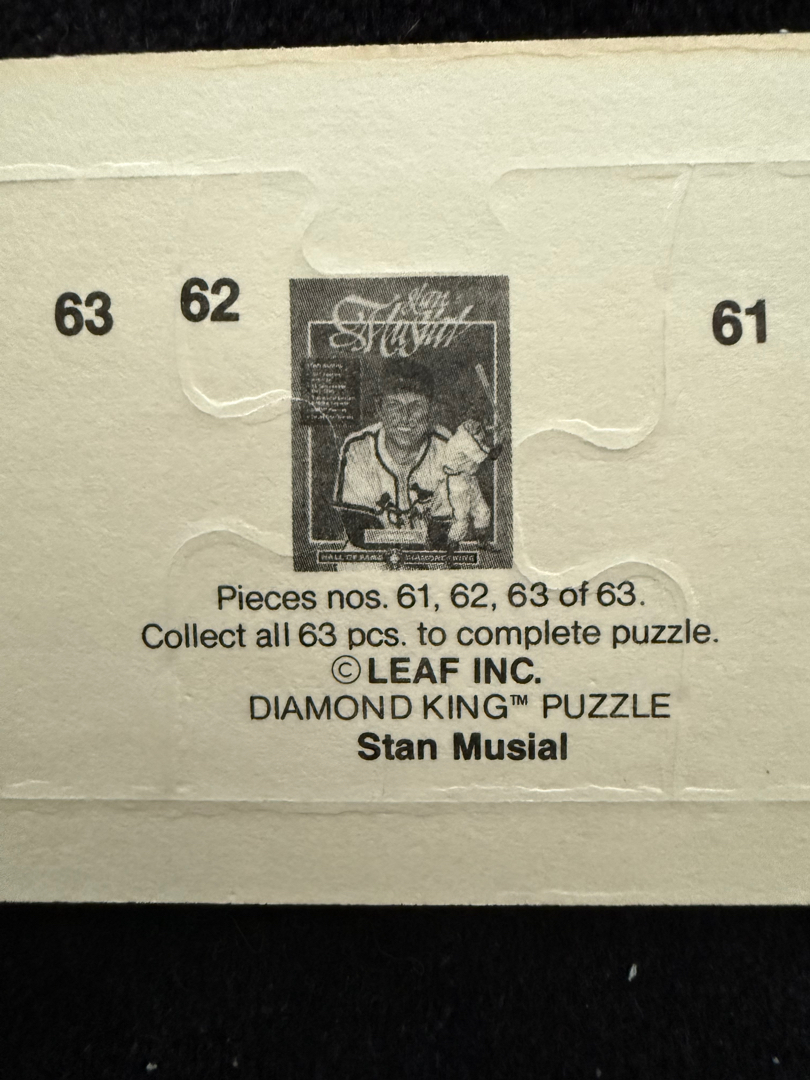 63 62 61
Stan
Musial
HALL OF FAME DIAMOND KING
Pieces nos. 61, 62, 63 of 63.
Collect all 63 pcs. to complete puzzle.
©LEAF INC.
DIAMOND KING™ PUZZLE
Stan Musial